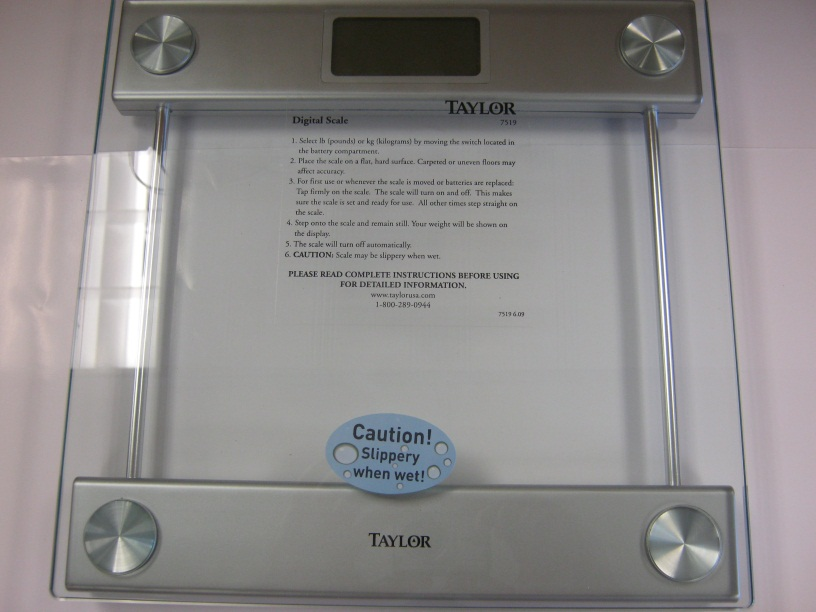 TAYLOR
Digital Scale
7519
1. Select lb (pounds) or kg (kilograms) by moving the switch located in
the battery compartment.
2. Place the scale on a flat, hard surface. Carpeted or uneven floors may
affect accuracy.
3. For first use or whenever the scale is moved or batteries are replaced:
Tap firmly on the scale. The scale will turn on and off. This makes
sure the scale is set and ready for use. All other times step straight on
the scale.
4. Step onto the scale and remain still. Your weight will be shown on
the display.
5. The scale will turn off automatically.
6. CAUTION: Scale may be slippery when wet.
PLEASE READ COMPLETE INSTRUCTIONS BEFORE USING
FOR DETAILED INFORMATION.
www.taylorusa.com
1-800-289-0944
7519 6.09
Caution!
Slippery
when wet!
TAYLOR